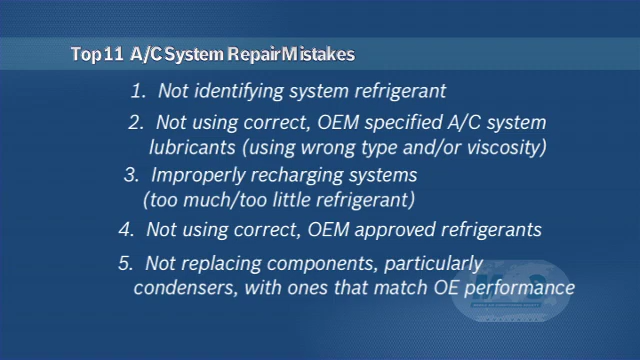 Top 11 A/C System Repair Mistakes
1. Not identifying system refrigerant
2. Not using correct, OEM specified A/C system
lubricants (using wrong type and/or viscosity)
3. Improperly recharging systems
(too much/too little refrigerant)
4. Not using correct, OEM approved refrigerants
5. Not replacing components, particularly
condensers, with ones that match OE performance